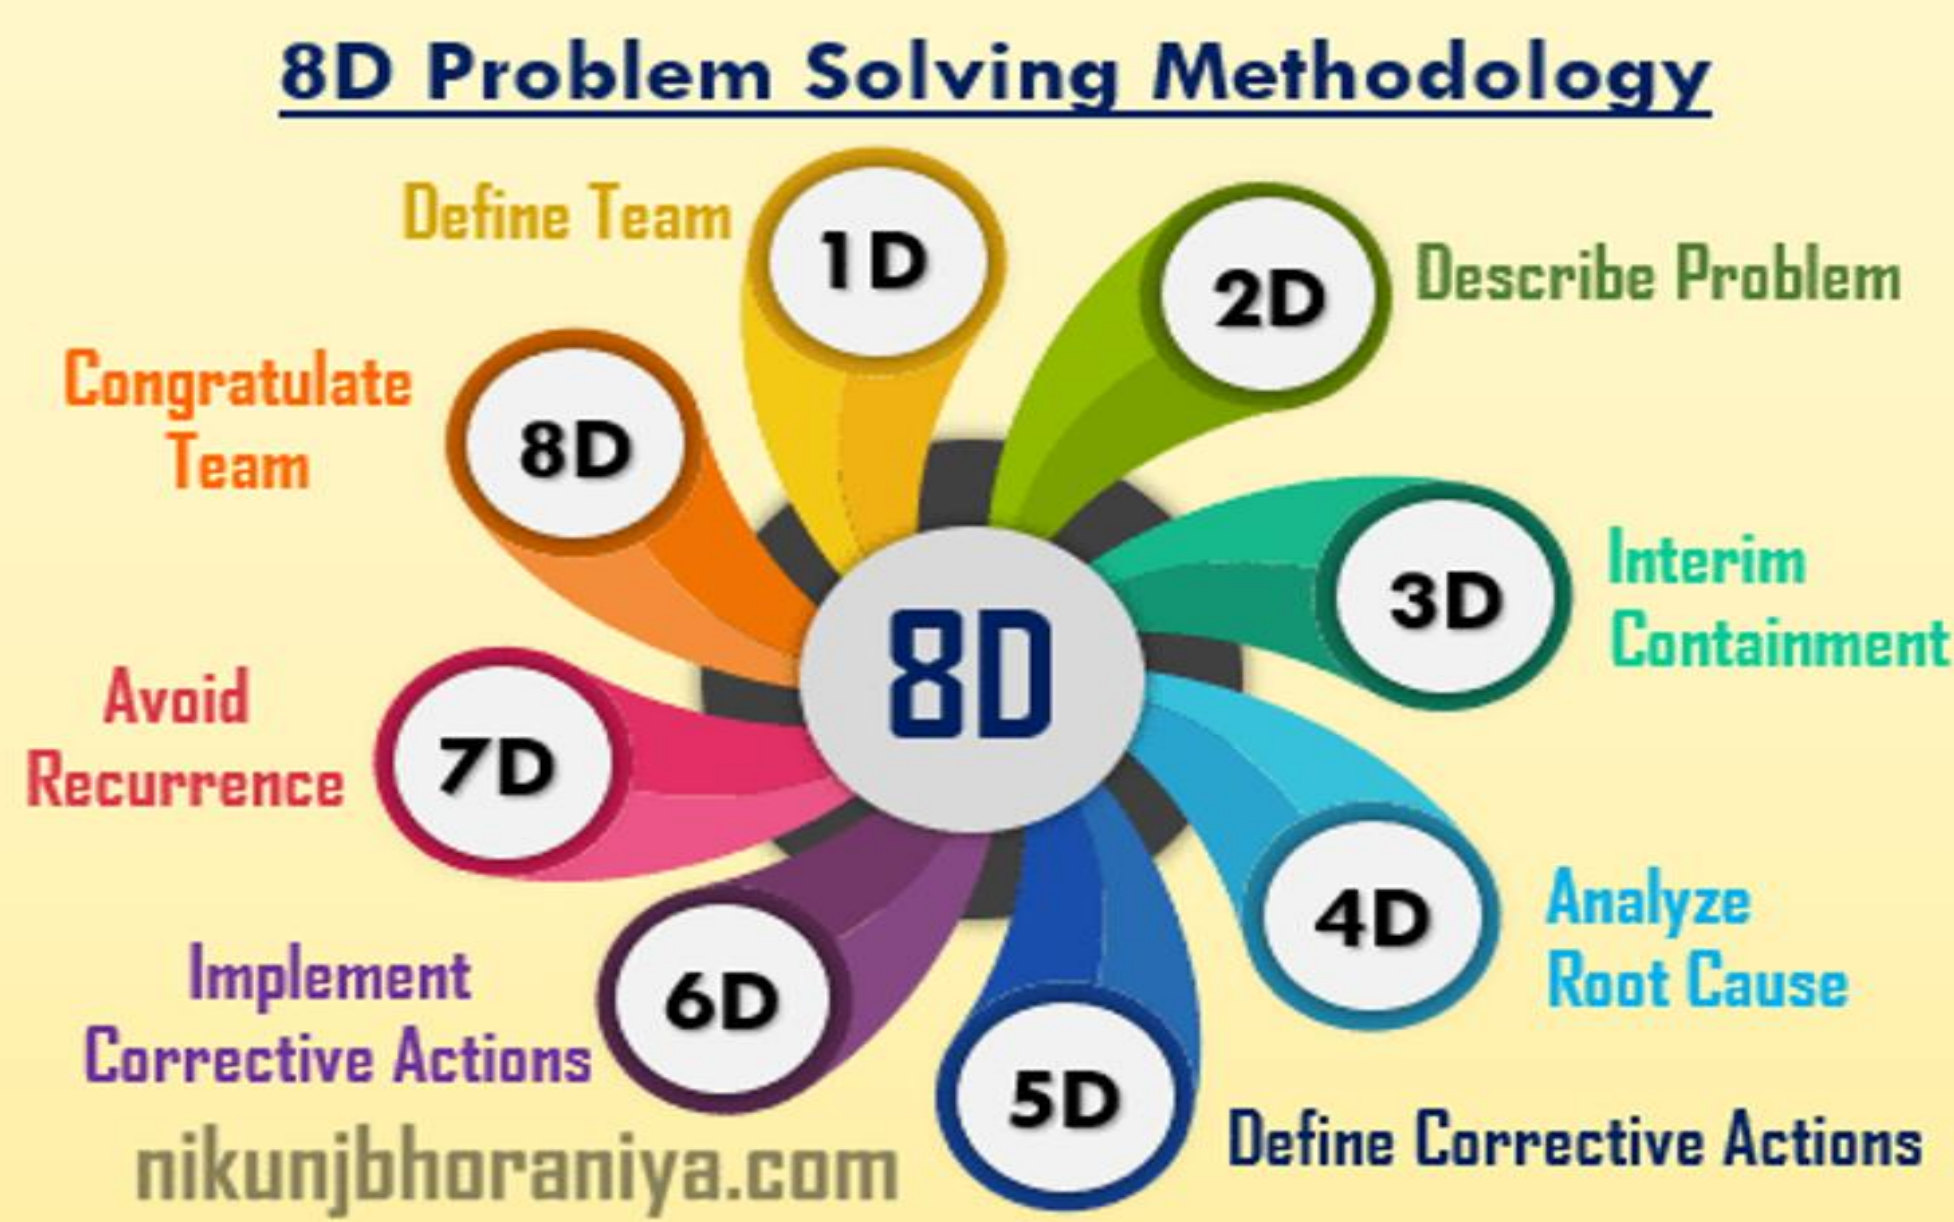 8D Problem Solving Methodology
1D
Define Team
2D
Describe Problem
3D
Interim
Containment
4D
Analyze
Root Cause
5D
Define Corrective Actions
6D
Implement
Corrective Actions
7D
Avoid
Recurrence
8D
Congratulate
Team
8D
nikunjbhoraniya.com